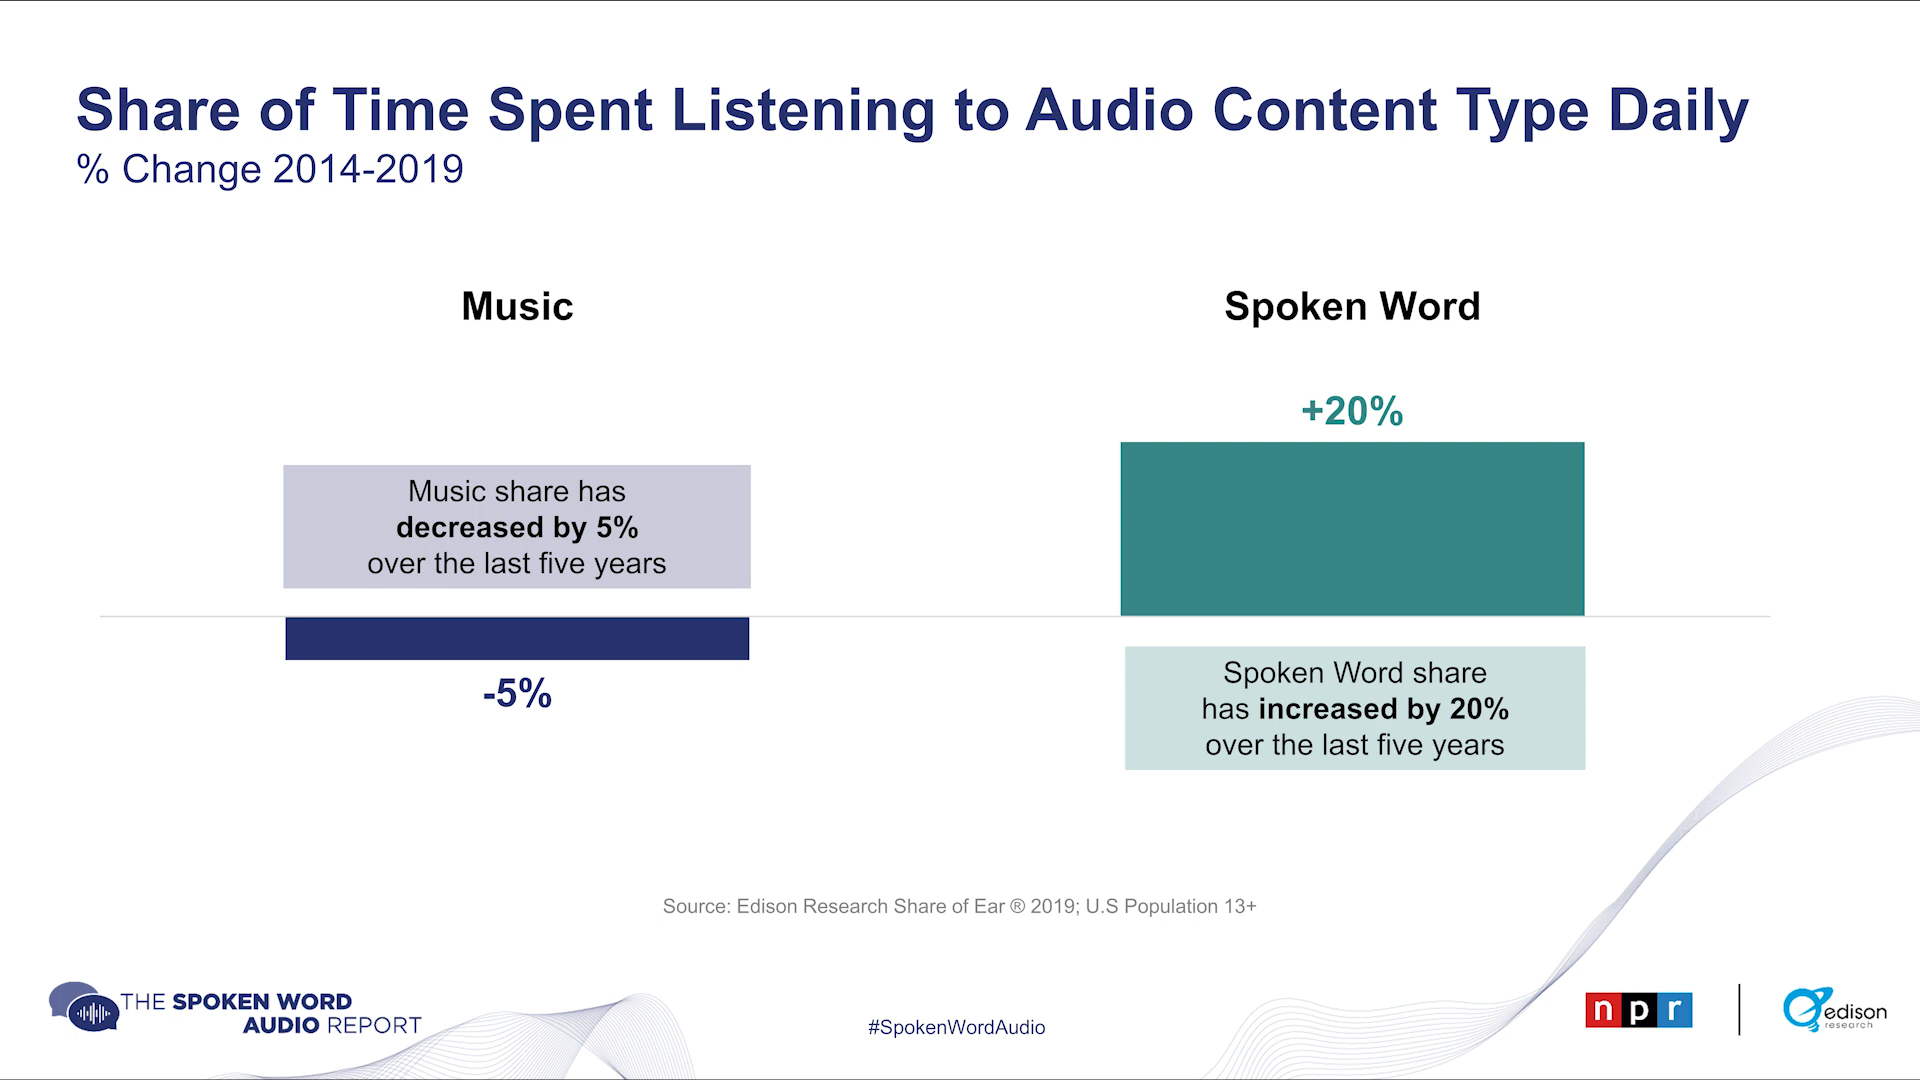 Share of Time Spent Listening to Audio Content Type Daily
% Change 2014-2019
Music
Spoken Word
+20%
Music share has
decreased by 5%
over the last five years
-5%
Spoken Word share
has increased by 20%
over the last five years
Source: Edison Research Share of Ear ® 2019; U.S Population 13+
THE SPOKEN WORD
AUDIO REPORT
#SpokenWordAudio
npr
edison
research